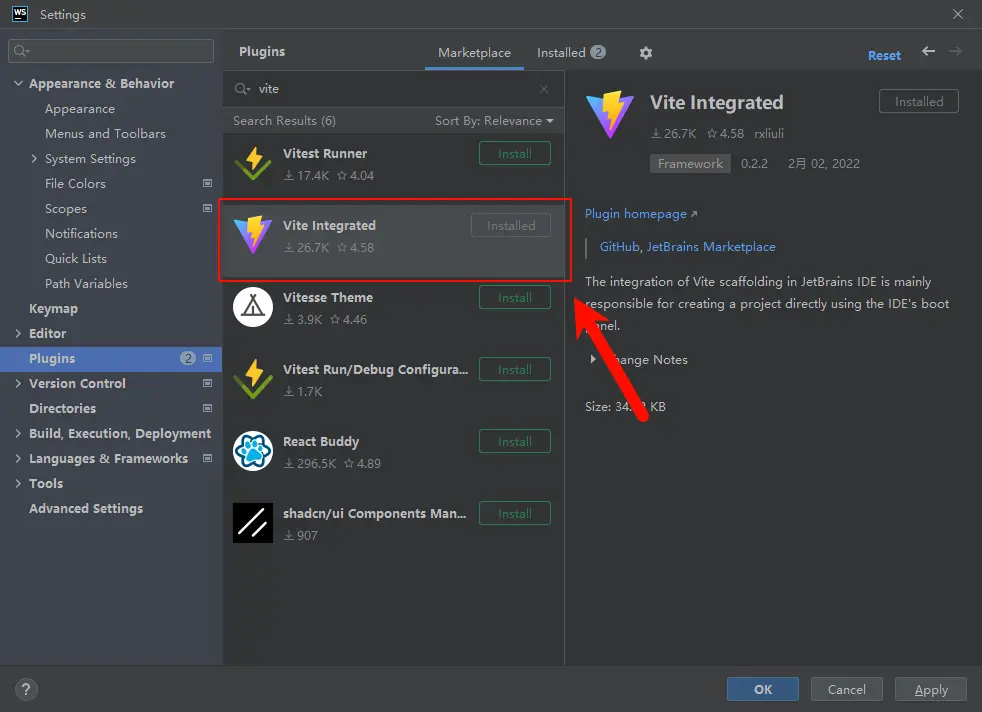 WS
Settings
Appearance & Behavior
Appearance
Menus and Toolbars
System Settings
File Colors
Scopes
Notifications
Quick Lists
Path Variables
Keymap
Editor
Plugins 2
Version Control
Directories
Build, Execution, Deployment
Languages & Frameworks
Tools
Advanced Settings
Plugins
Marketplace
Installed 2
Reset
vite
Search Results (6)
Sort By: Relevance
Vitest Runner
Install
17.4K 4.04
Vite Integrated
Installed
26.7K 4.58
Vitesse Theme
Install
3.9K 4.46
Vitest Run/Debug Configura...
Install
1.7K
React Buddy
Install
296.5K 4.89
shadcn/ui Components Man...
Install
907
Vite Integrated
Installed
26.7K 4.58 rxliuli
Framework 0.2.2 2月 02, 2022
Plugin homepage
GitHub, JetBrains Marketplace
The integration of Vite scaffolding in JetBrains IDE is mainly
responsible for creating a project directly using the IDE's boot
Notes
Size: KB
?
OK
Cancel
Apply